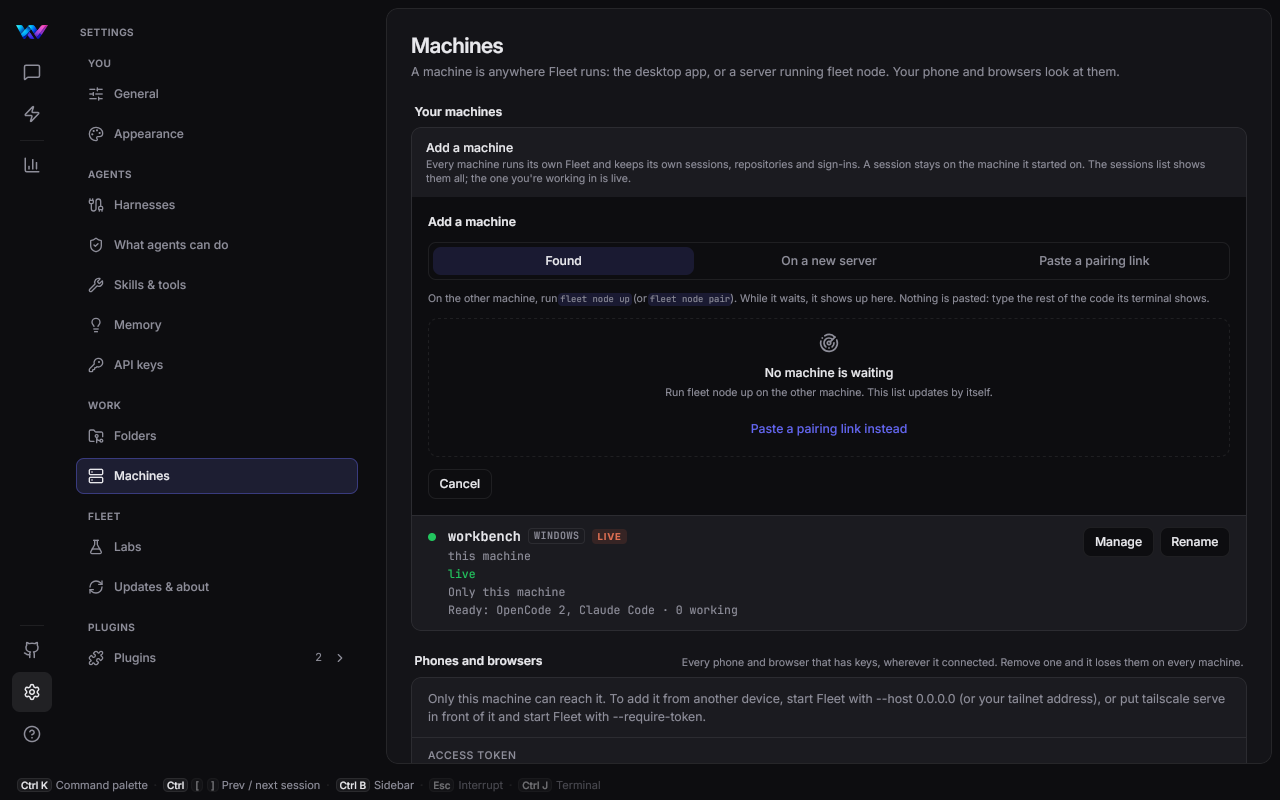 SETTINGS
YOU
General
Appearance
AGENTS
Harnesses
What agents can do
Skills & tools
Memory
API keys
WORK
Folders
Machines
FLEET
Labs
Updates & about
PLUGINS
Plugins 2
Machines
A machine is anywhere Fleet runs: the desktop app, or a server running fleet node. Your phone and browsers look at them.
Your machines
Add a machine
Every machine runs its own Fleet and keeps its own sessions, repositories and sign-ins. A session stays on the machine it started on. The sessions list shows
them all; the one you're working in is live.
Add a machine
Found On a new server Paste a pairing link
On the other machine, run fleet node up (or fleet node pair). While it waits, it shows up here. Nothing is pasted: type the rest of the code its terminal shows.
No machine is waiting
Run fleet node up on the other machine. This list updates by itself.
Paste a pairing link instead
Cancel
workbench WINDOWS LIVE Manage Rename
this machine
live
Only this machine
Ready: OpenCode 2, Claude Code · 0 working
Phones and browsers Every phone and browser that has keys, wherever it connected. Remove one and it loses them on every machine.
Only this machine can reach it. To add it from another device, start Fleet with --host 0.0.0.0 (or your tailnet address), or put tailscale serve
in front of it and start Fleet with --require-token.
ACCESS TOKEN
Ctrl K Command palette · Ctrl [ ] Prev / next session · Ctrl B Sidebar · Esc Interrupt · Ctrl J Terminal